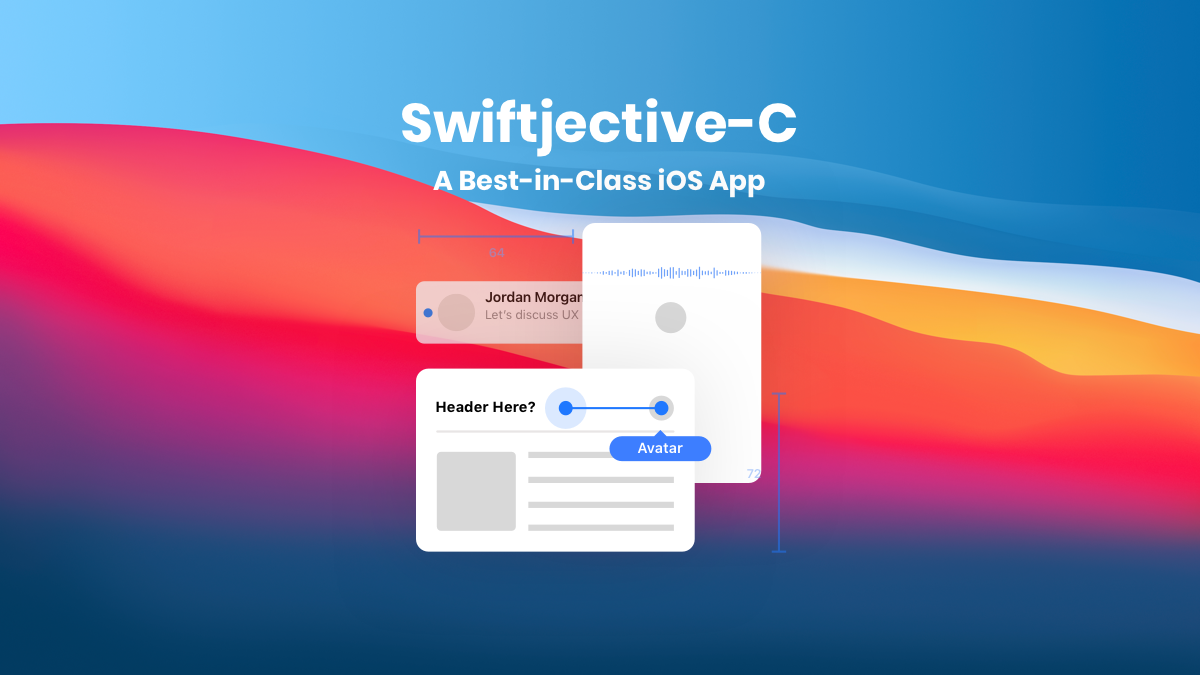 Swiftjective-C
A Best-in-Class iOS App
64
Jordan Morgan
Let's discuss UX
Header Here?
Avatar
72